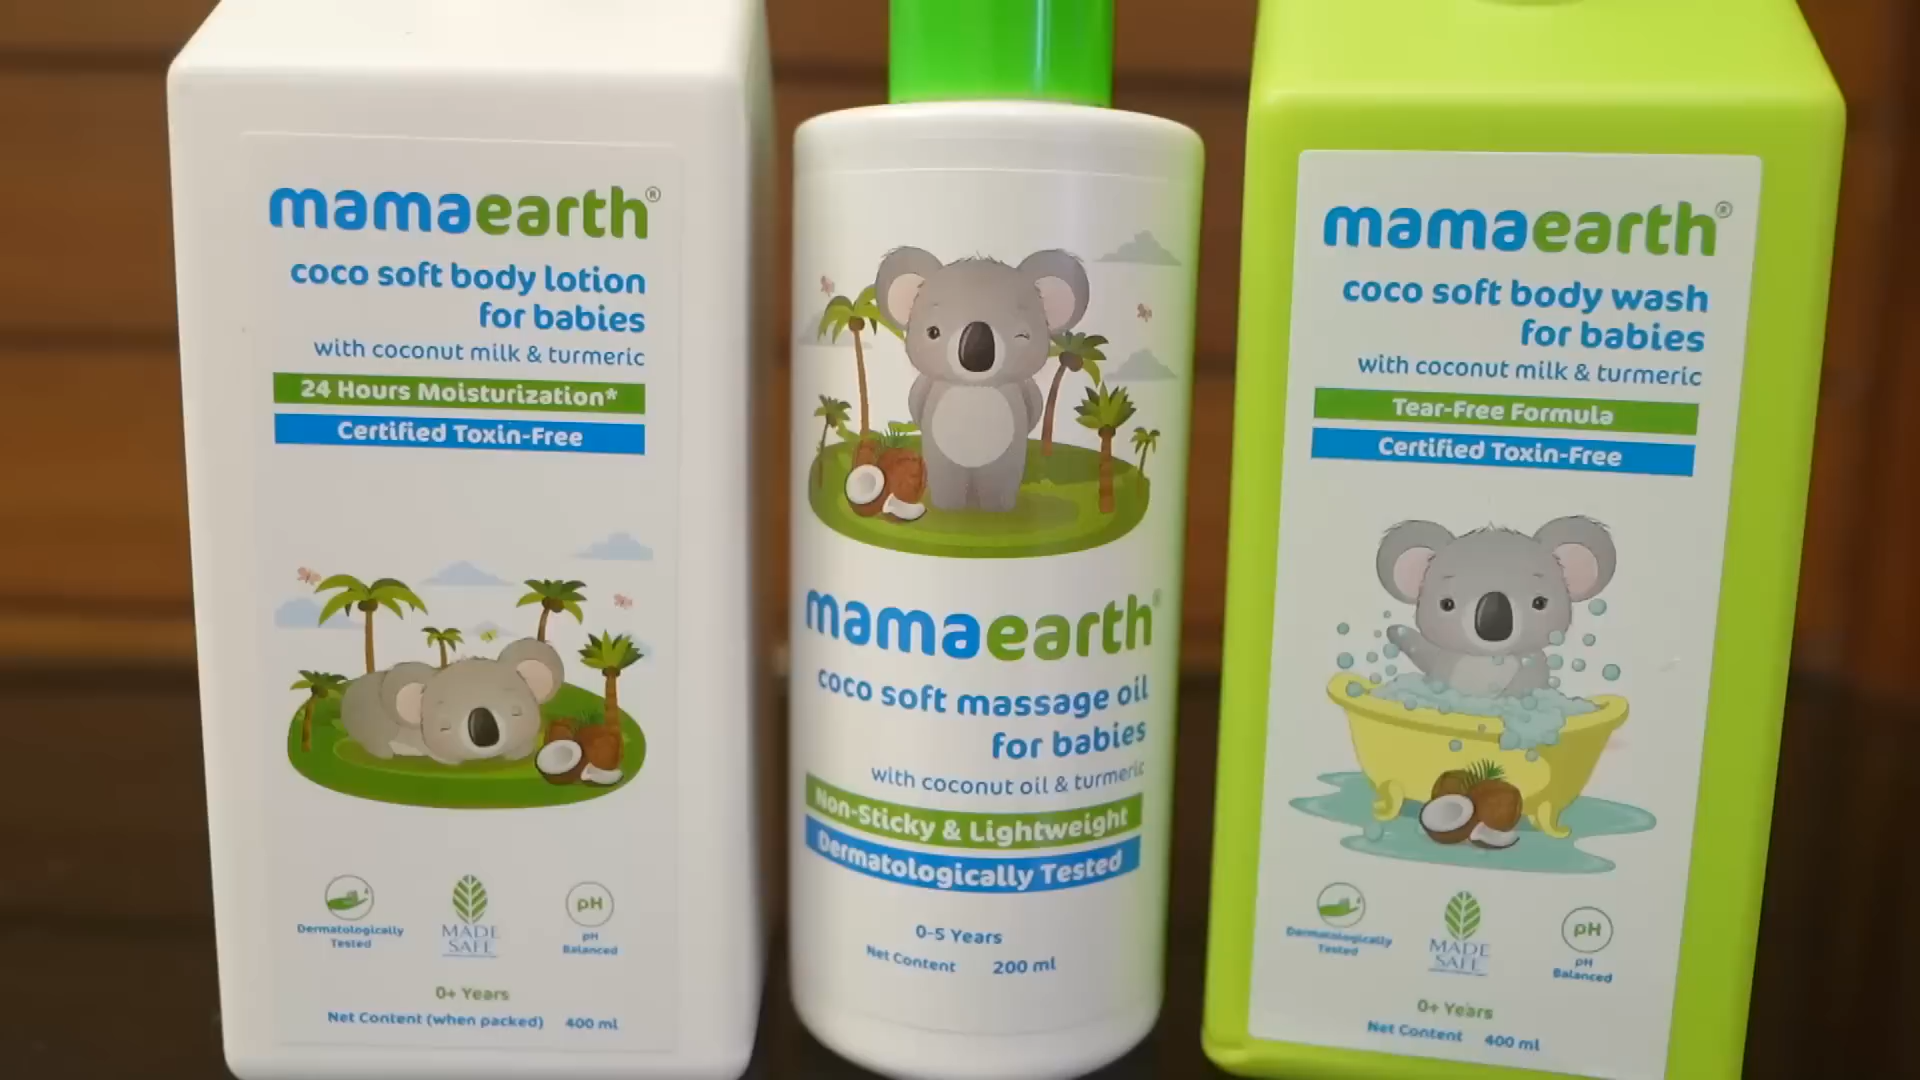 mamaearth®
coco soft body lotion
for babies
with coconut milk & turmeric
24 Hours Moisturization*
Certified Toxin-Free
Dermatologically
Tested
MADE
SAFE
pH
pH
Balanced
0+ Years
Net Content (when packed) 400 ml
mamaearth
coco soft massage oil
for babies
with coconut oil & turmeric
Non-Sticky & Lightweight
Dermatologically Tested
0-5 Years
Net Content 200 ml
mamaearth®
coco soft body wash
for babies
with coconut milk & turmeric
Tear-Free Formula
Certified Toxin-Free
Dermatologically
Tested
MADE
SAFE
pH
pH
Balanced
0+ Years
Net Content 400 ml